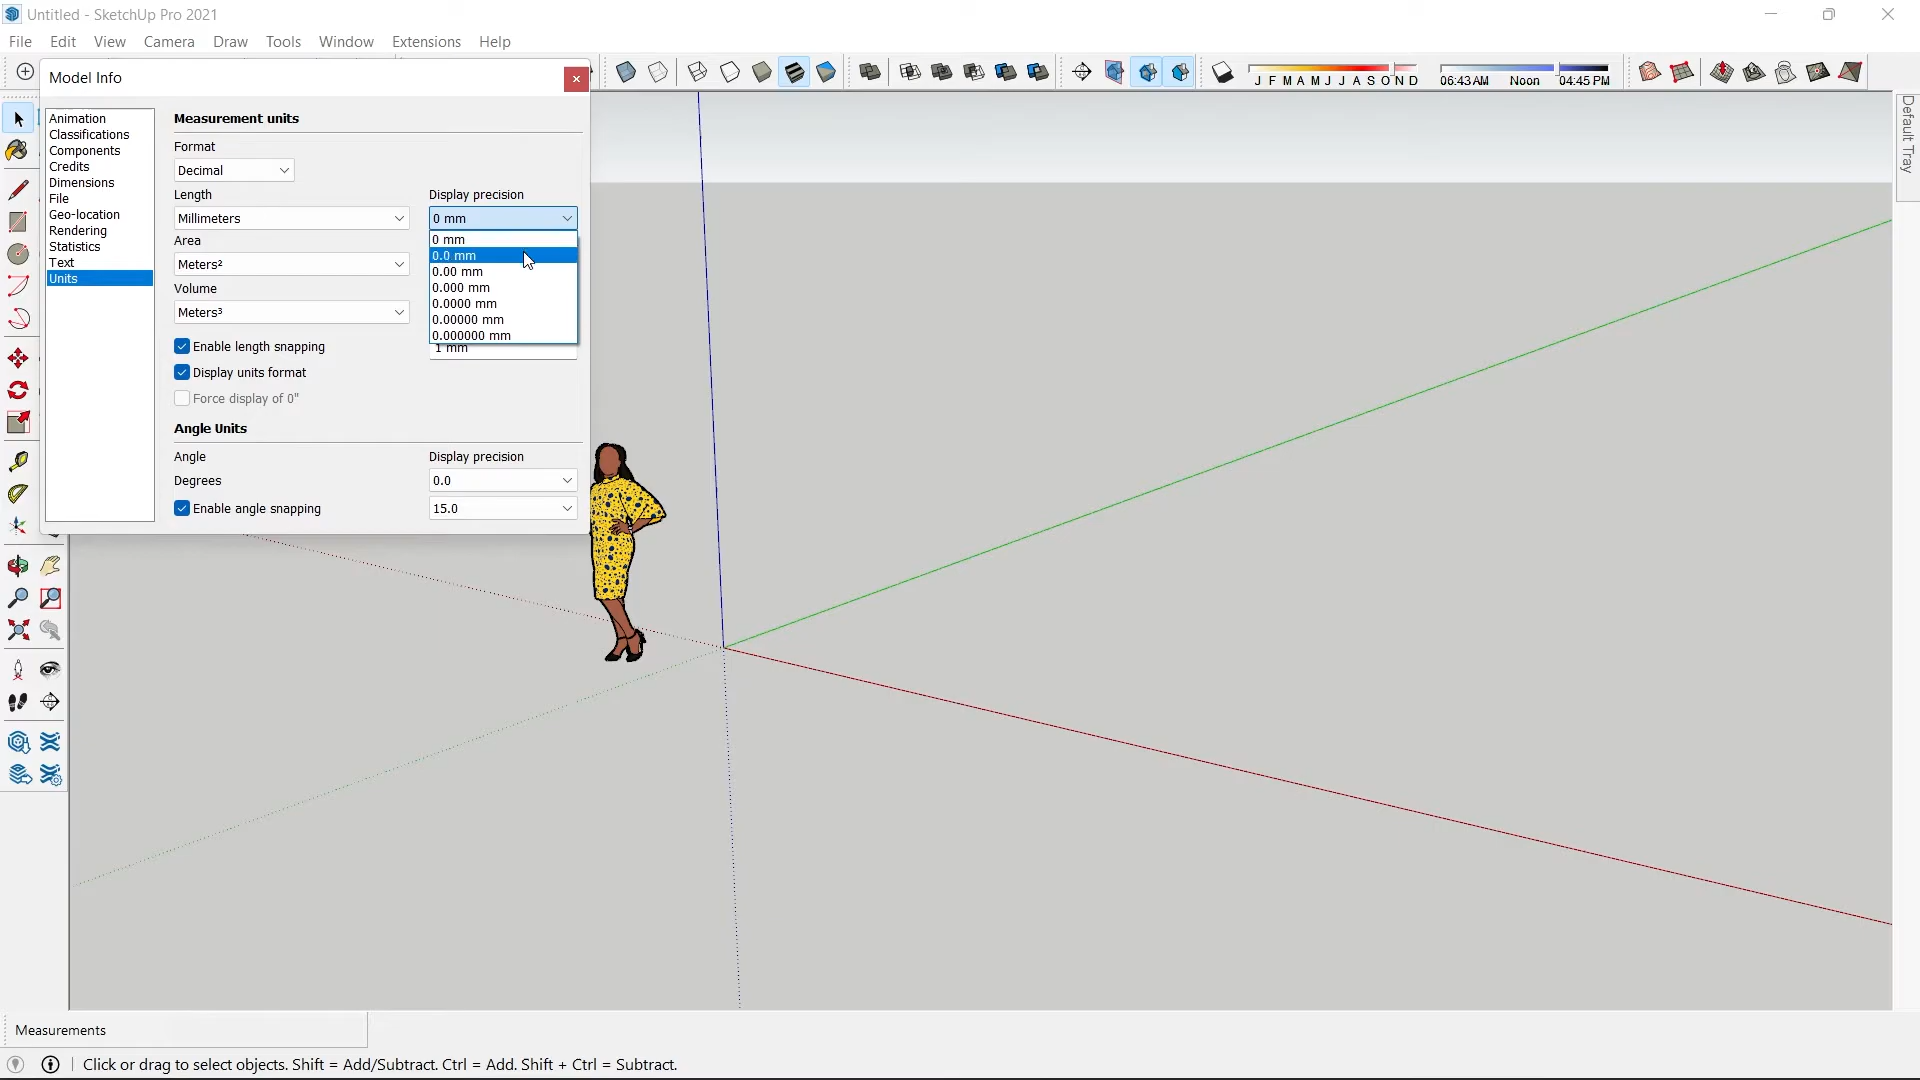 Untitled - SketchUp Pro 2021
File Edit View Camera Draw Tools Window Extensions Help
Model Info
J F M A M J J A S O N D
06:43 AM Noon 04:45 PM
Default Tray
Animation
Classifications
Components
Credits
Dimensions
File
Geo-location
Rendering
Statistics
Text
Units
Measurement units
Format
Decimal
Length Display precision
Millimeters 0 mm
0 mm
0.0 mm
0.00 mm
0.000 mm
0.0000 mm
0.00000 mm
0.000000 mm
Area
Meters²
Volume
Meters³
Enable length snapping 1 mm
Display units format
Force display of 0"
Angle Units
Angle Display precision
Degrees 0.0
Enable angle snapping 15.0
Measurements
Click or drag to select objects. Shift = Add/Subtract. Ctrl = Add. Shift + Ctrl = Subtract.